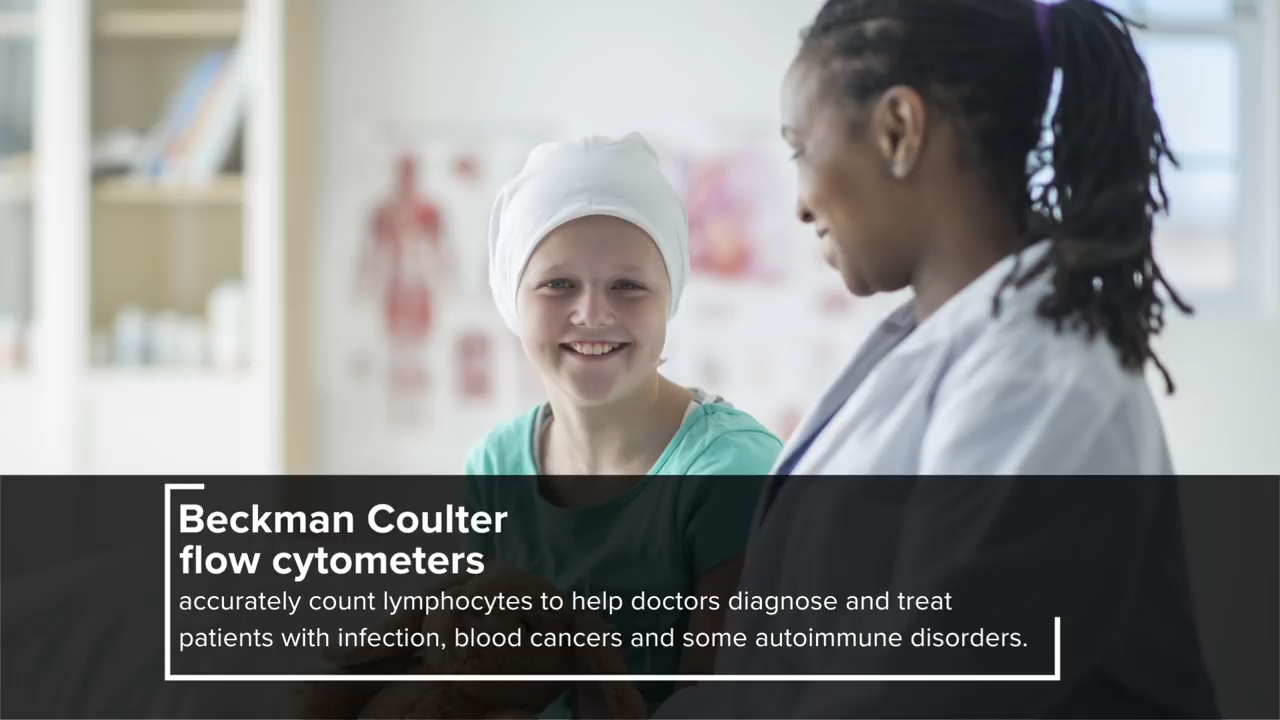 Beckman Coulter
flow cytometers
accurately count lymphocytes to help doctors diagnose and treat
patients with infection, blood cancers and some autoimmune disorders.